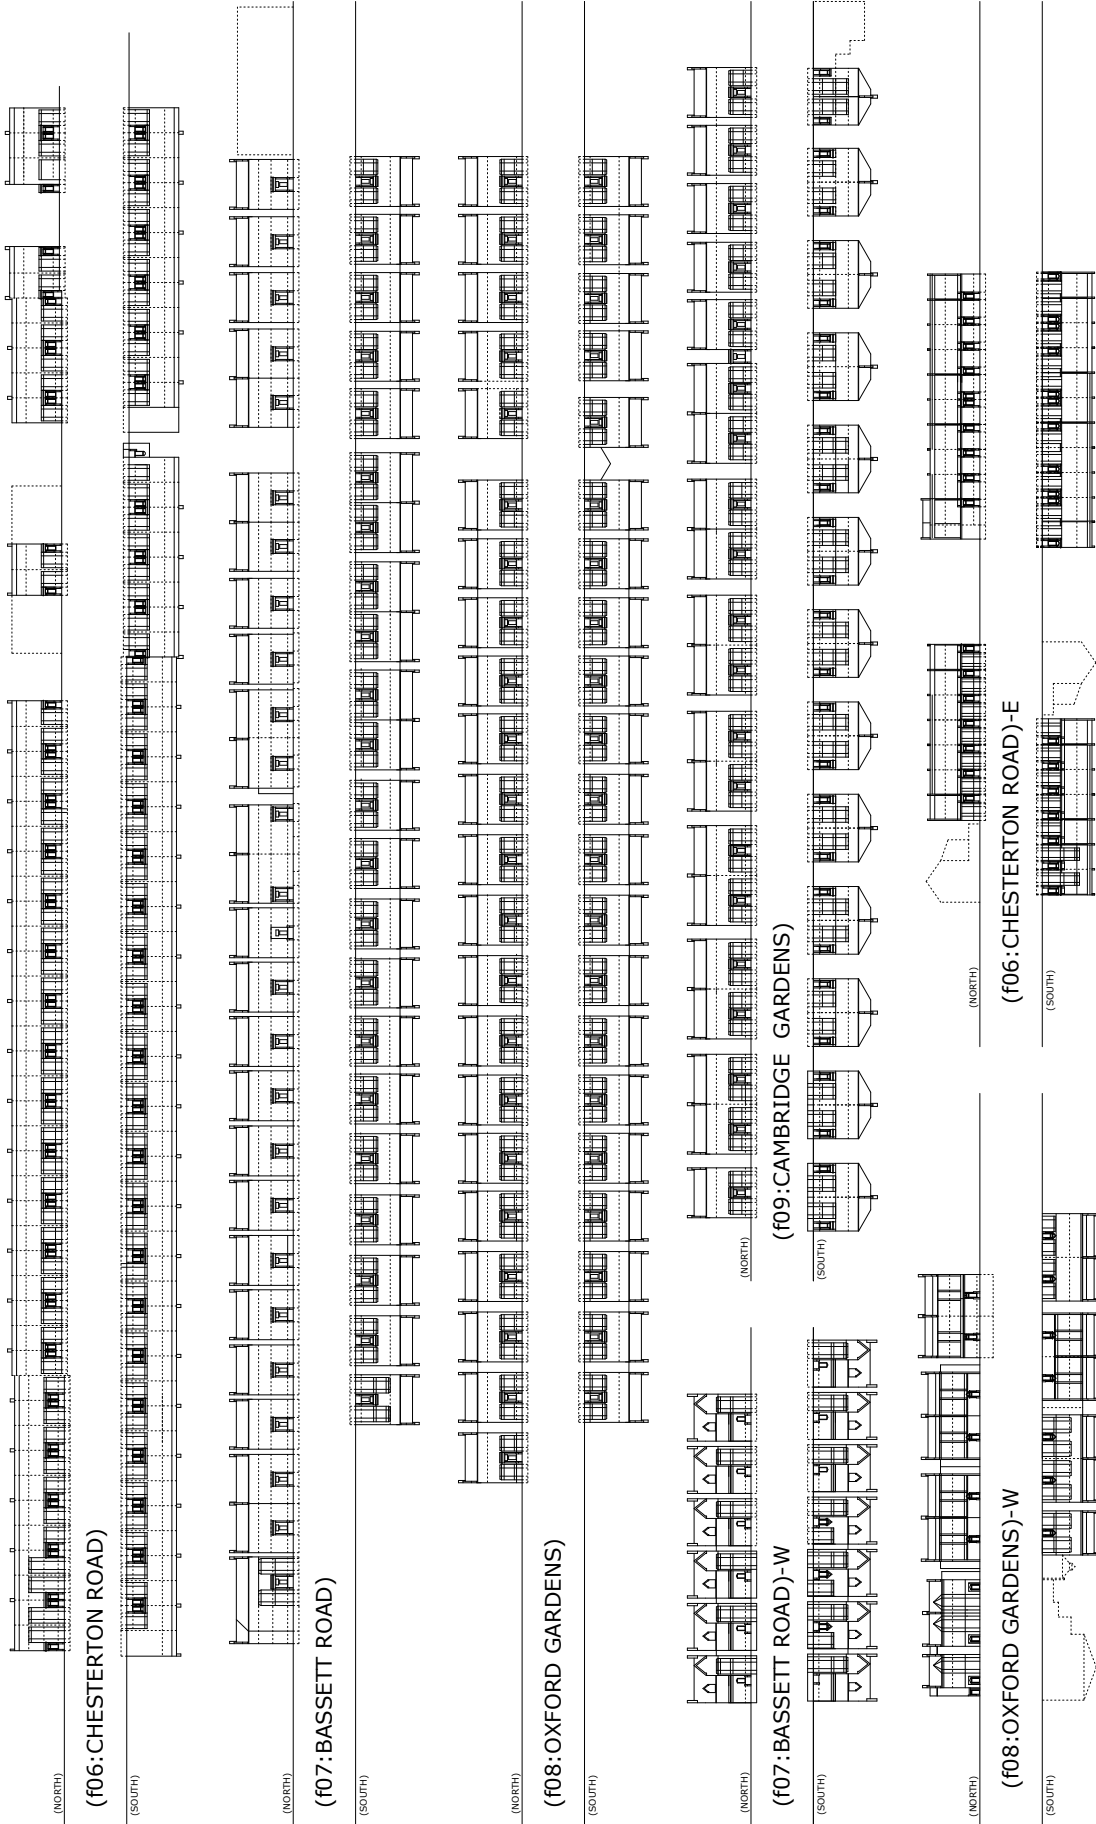 (NORTH)
(f06:CHESTERTON ROAD)
(SOUTH)
(NORTH)
(f07:BASSETT ROAD)
(SOUTH)
(NORTH)
(f08:OXFORD GARDENS)
(SOUTH)
(NORTH)
(f09:CAMBRIDGE GARDENS)
(SOUTH)
(f07:BASSETT ROAD)-W
(NORTH)
(SOUTH)
(NORTH)
(f06:CHESTERTON ROAD)-E
(SOUTH)
(NORTH)
(f08:OXFORD GARDENS)-W
(SOUTH)